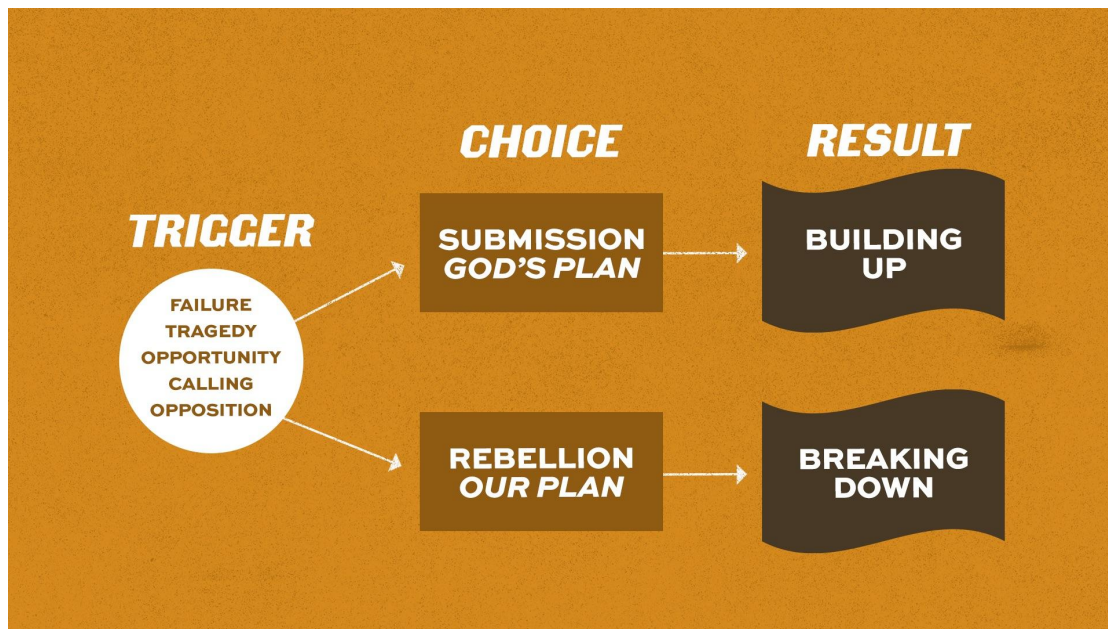 TRIGGER
FAILURE
TRAGEDY
OPPORTUNITY
CALLING
OPPOSITION
CHOICE
SUBMISSION
GOD'S PLAN
REBELLION
OUR PLAN
RESULT
BUILDING
UP
BREAKING
DOWN